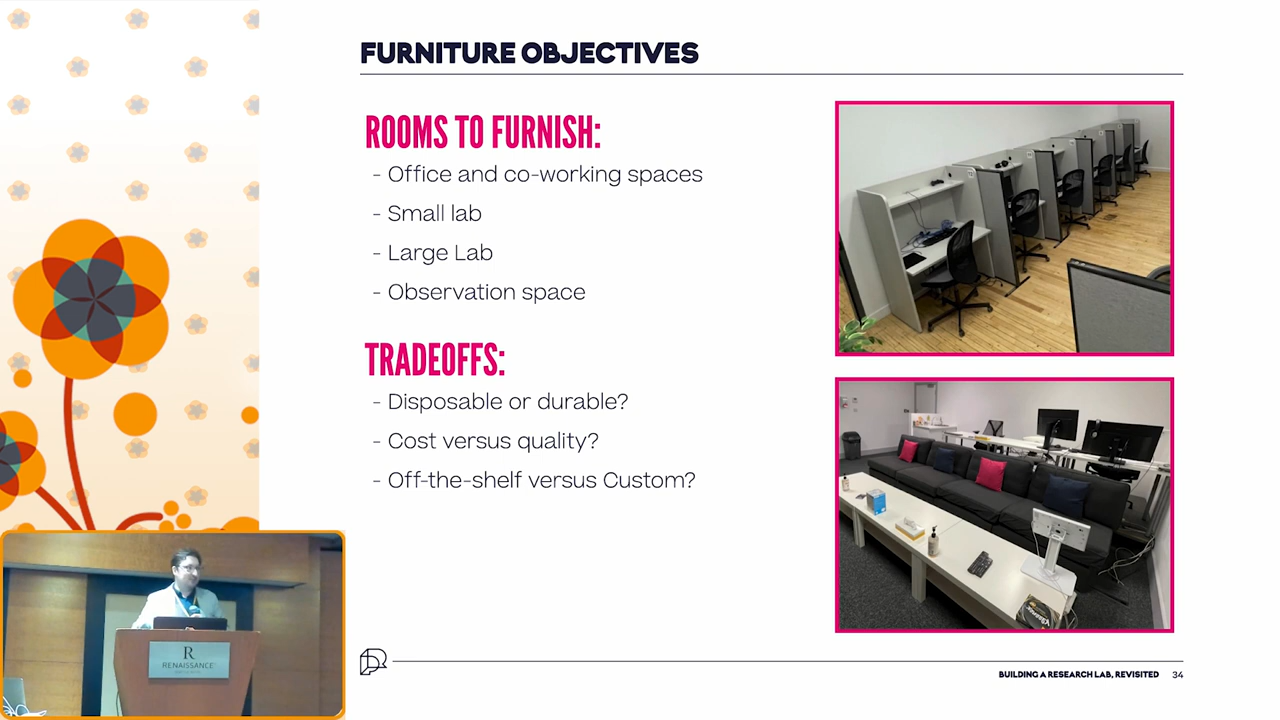 FURNITURE OBJECTIVES
ROOMS TO FURNISH:
- Office and co-working spaces
- Small lab
- Large Lab
- Observation space
TRADEOFFS:
- Disposable or durable?
- Cost versus quality?
- Off-the-shelf versus Custom?
R
RENAISSANCE
BUILDING A RESEARCH LAB, REVISITED 34